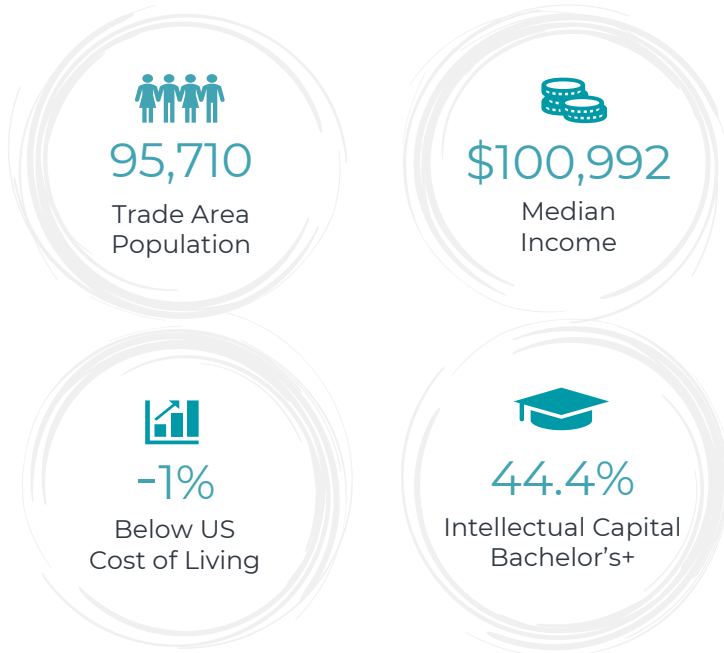 95,710
Trade Area
Population
$100,992
Median
Income
-1%
Below US
Cost of Living
44.4%
Intellectual Capital
Bachelor’s+